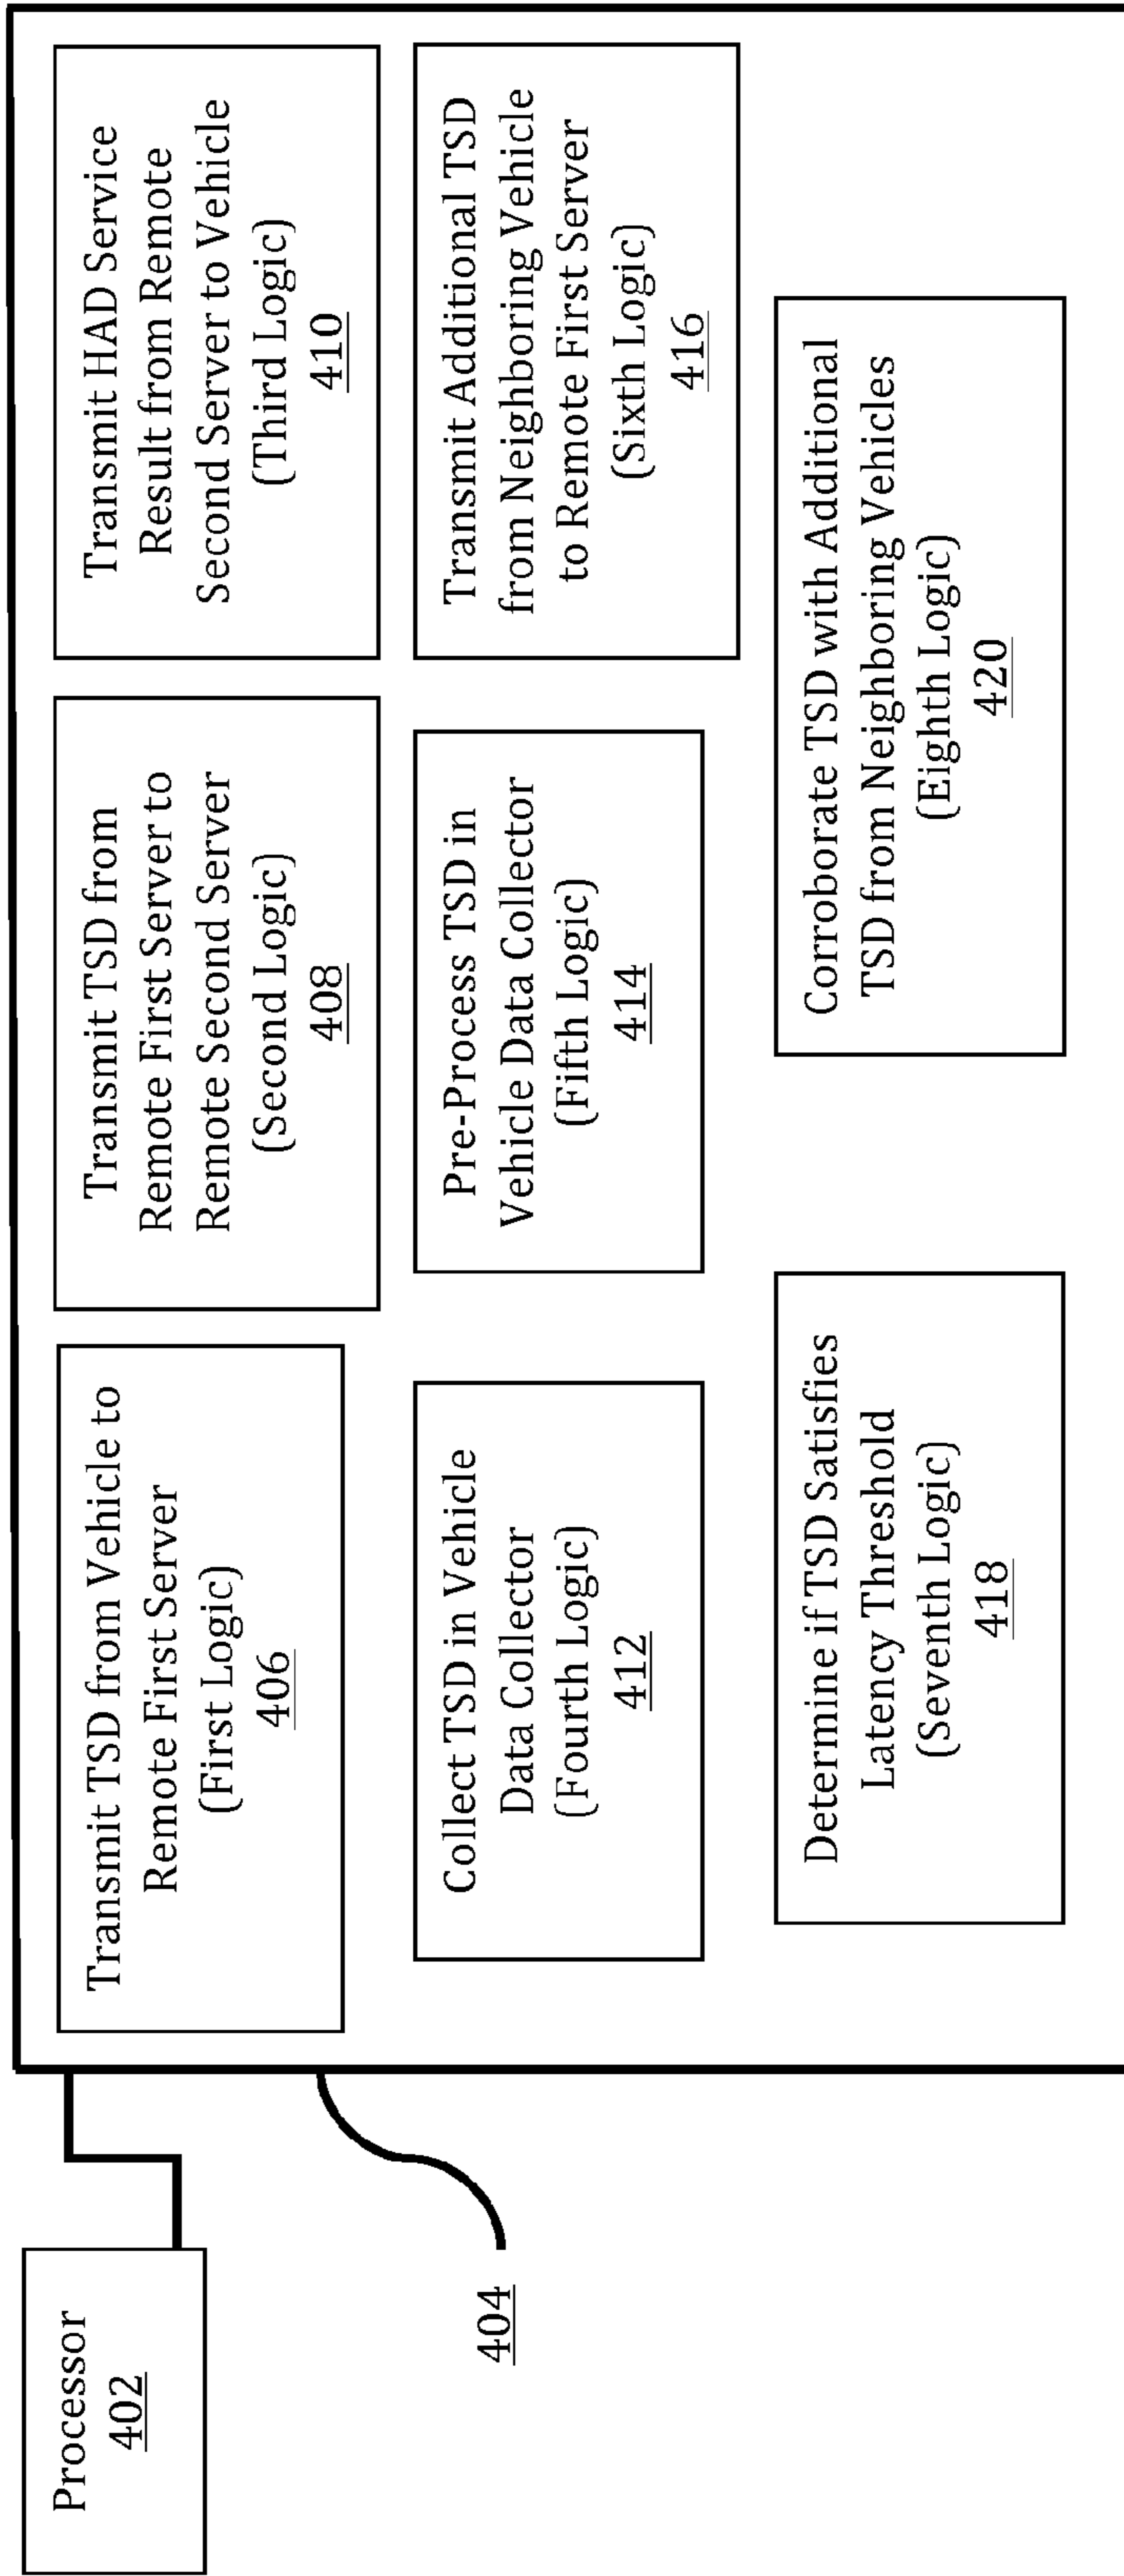 Processor
402
404
Transmit TSD from Vehicle to
Remote First Server
(First Logic)
406
Transmit TSD from
Remote First Server to
Remote Second Server
(Second Logic)
408
Transmit HAD Service
Result from Remote
Second Server to Vehicle
(Third Logic)
410
Collect TSD in Vehicle
Data Collector
(Fourth Logic)
412
Pre-Process TSD in
Vehicle Data Collector
(Fifth Logic)
414
Transmit Additional TSD
from Neighboring Vehicle
to Remote First Server
(Sixth Logic)
416
Determine if TSD Satisfies
Latency Threshold
(Seventh Logic)
418
Corroborate TSD with Additional
TSD from Neighboring Vehicles
(Eighth Logic)
420